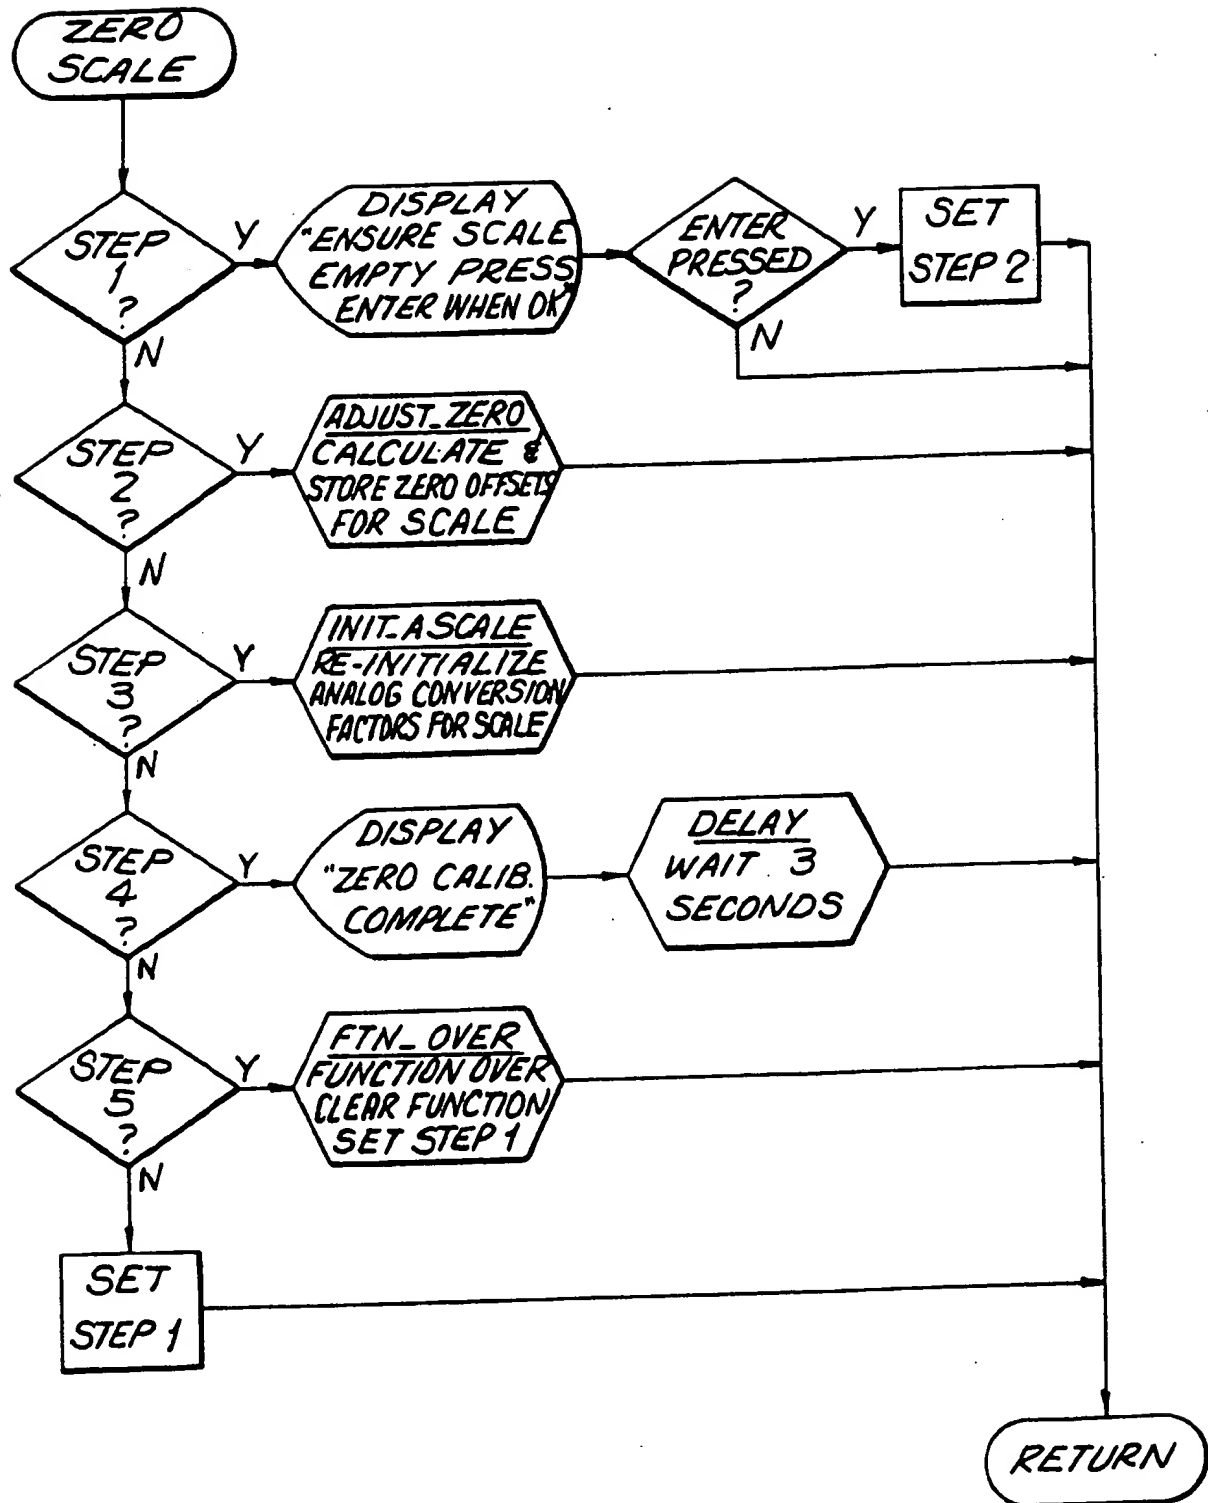 ZERO
SCALE
STEP
1
?
Y
N
DISPLAY
"ENSURE SCALE
EMPTY PRESS
ENTER WHEN OK"
ENTER
PRESSED
?
Y
N
SET
STEP 2
STEP
2
?
Y
N
ADJUST_ZERO
CALCULATE &
STORE ZERO OFFSETS
FOR SCALE
STEP
3
?
Y
N
INIT_ASCALE
RE-INITIALIZE
ANALOG CONVERSION
FACTORS FOR SCALE
STEP
4
?
Y
N
DISPLAY
"ZERO CALIB.
COMPLETE"
DELAY
WAIT 3
SECONDS
STEP
5
?
Y
N
FTN_OVER
FUNCTION OVER
CLEAR FUNCTION
SET STEP 1
SET
STEP 1
RETURN